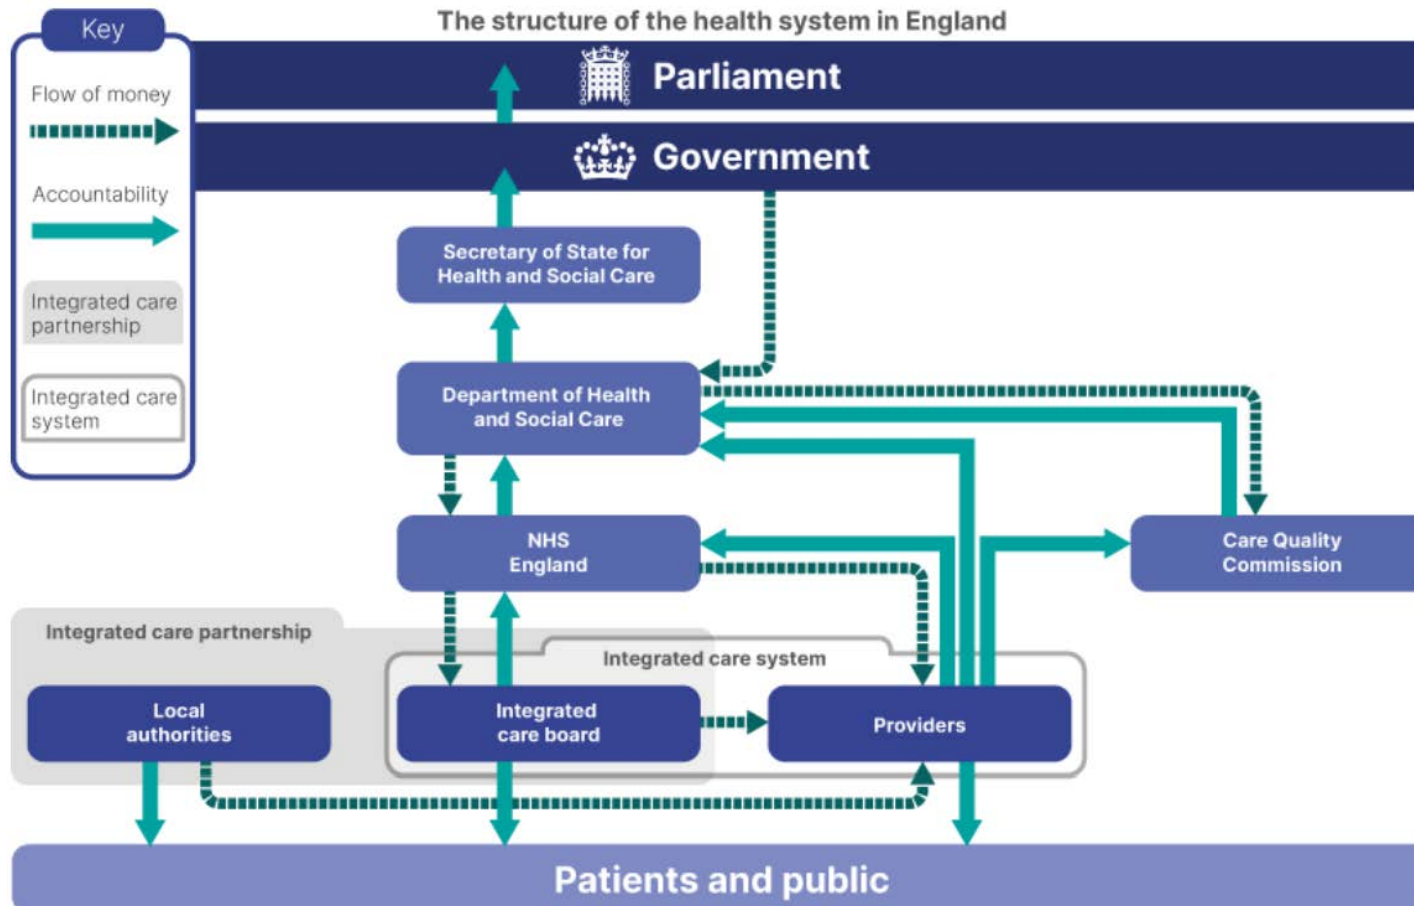 The structure of the health system in England
Key
Flow of money
Accountability
Integrated care
partnership
Integrated care
system
Parliament
Government
Secretary of State for
Health and Social Care
Department of Health
and Social Care
NHS
England
Care Quality
Commission
Integrated care partnership
Integrated care system
Local
authorities
Integrated
care board
Providers
Patients and public